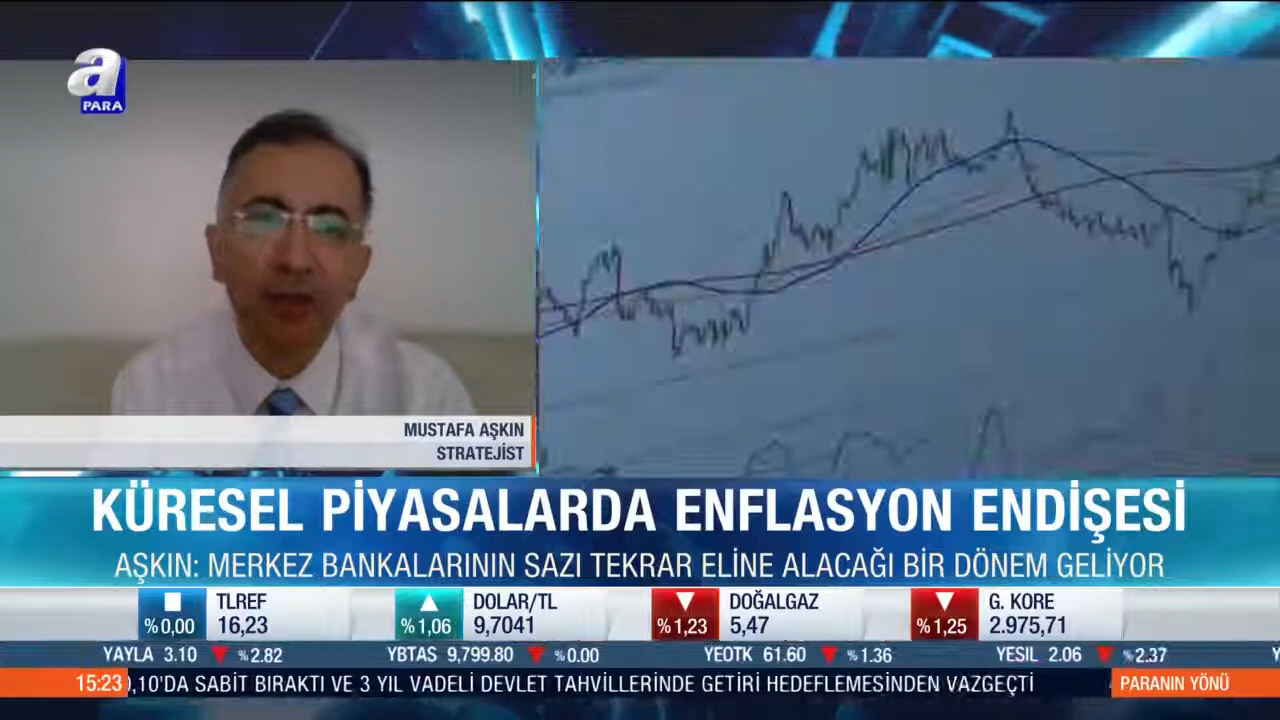 a
PARA
MUSTAFA AŞKIN
STRATEJİST
KÜRESEL PİYASALARDA ENFLASYON ENDİŞESİ
AŞKIN: MERKEZ BANKALARININ SAZI TEKRAR ELİNE ALACAĞI BİR DÖNEM GELİYOR
%0,00 TLREF 16,23
%1,06 DOLAR/TL 9,7041
%1,23 DOĞALGAZ 5,47
%1,25 G. KORE 2.975,71
YAYLA 3.10 %2.82 YBTAS 9,799.80 %0.00 YEOTK 61.60 %1.36 YESIL 2.06 %2.37
15:23 0,10'DA SABİT BIRAKTI VE 3 YIL VADELİ DEVLET TAHVİLLERİNDE GETİRİ HEDEFLEMESİNDEN VAZGEÇTİ PARANIN YÖNÜ